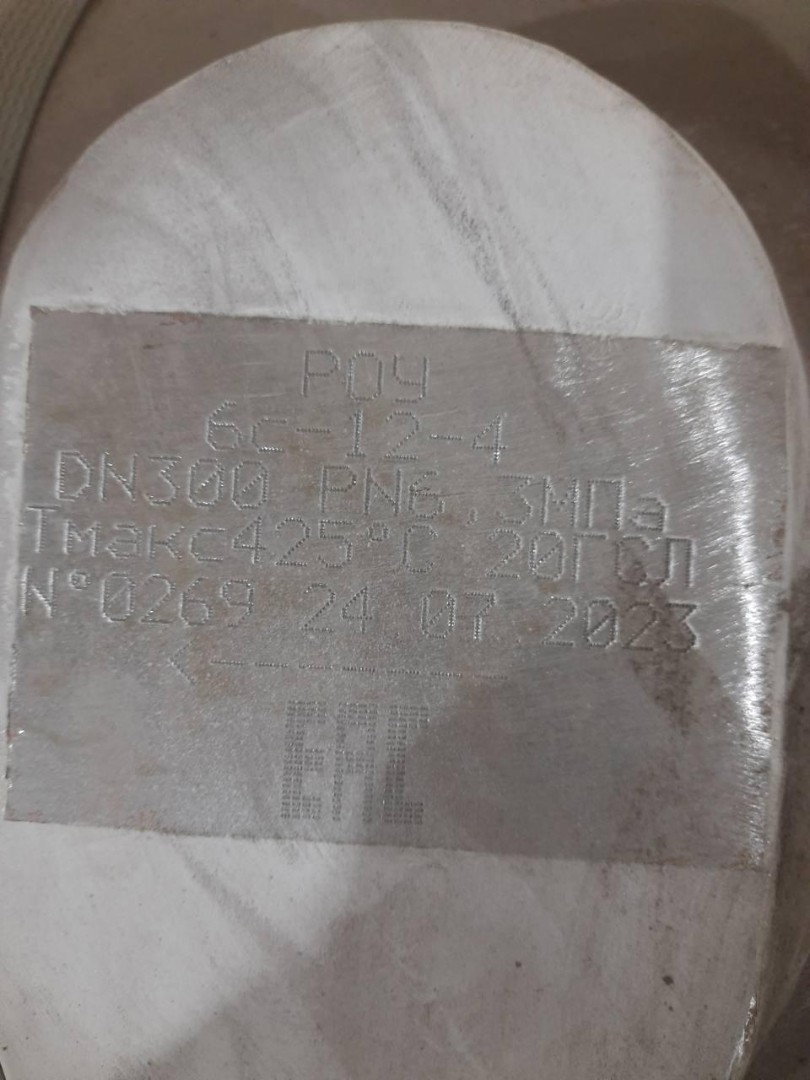 РОУ
6с-12-4
DN300 PN6,3МПа
Тмакс425°С 20ГСЛ
N°0269 24 07 2023
<--------
ЕАС